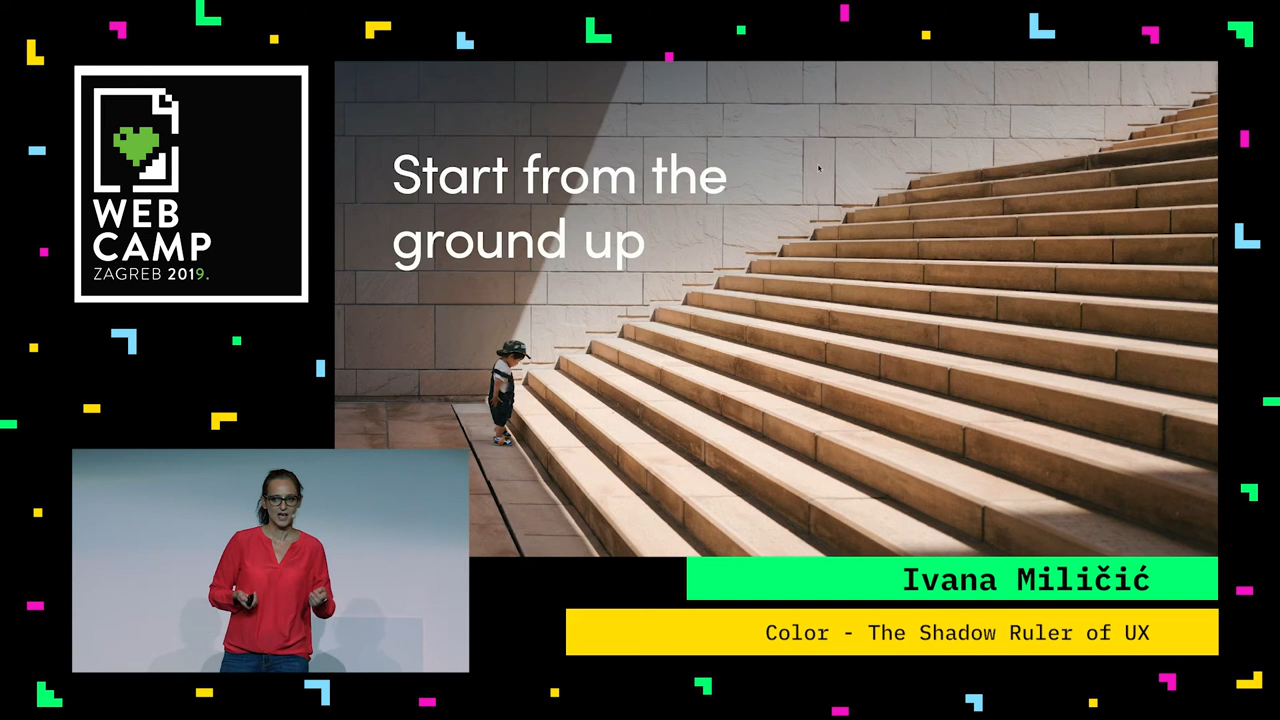 WEB
CAMP
ZAGREB 2019.
Start from the
ground up
Ivana Miličić
Color - The Shadow Ruler of UX